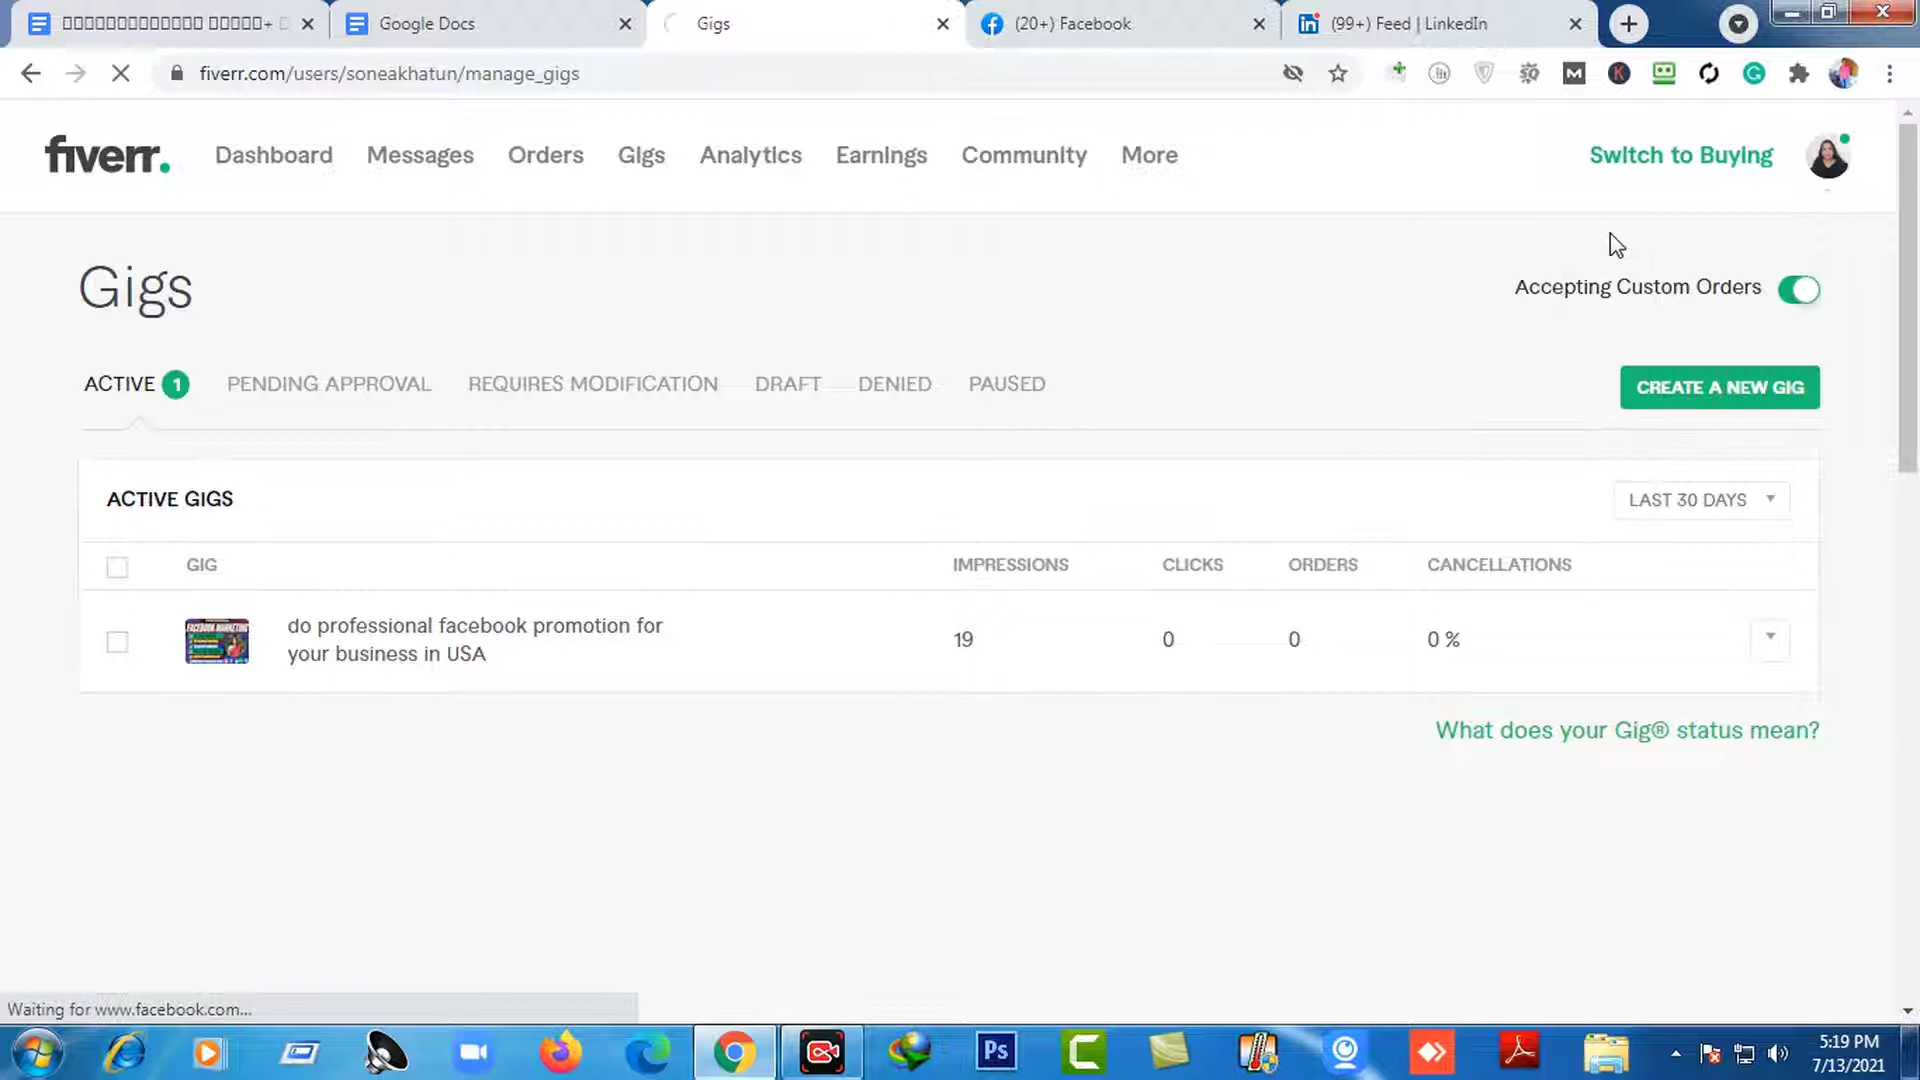 Google Docs
Gigs
(20+) Facebook
(99+) Feed | LinkedIn
fiverr.com/users/soneakhatun/manage_gigs
fiverr.
Dashboard
Messages
Orders
Gigs
Analytics
Earnings
Community
More
Switch to Buying
Gigs
Accepting Custom Orders
ACTIVE 1
PENDING APPROVAL
REQUIRES MODIFICATION
DRAFT
DENIED
PAUSED
CREATE A NEW GIG
ACTIVE GIGS
LAST 30 DAYS
GIG
IMPRESSIONS
CLICKS
ORDERS
CANCELLATIONS
FACEBOOK MARKETING
do professional facebook promotion for
your business in USA
19
0
0
0 %
What does your Gig® status mean?
Waiting for www.facebook.com...
Ps
5:19 PM
7/13/2021